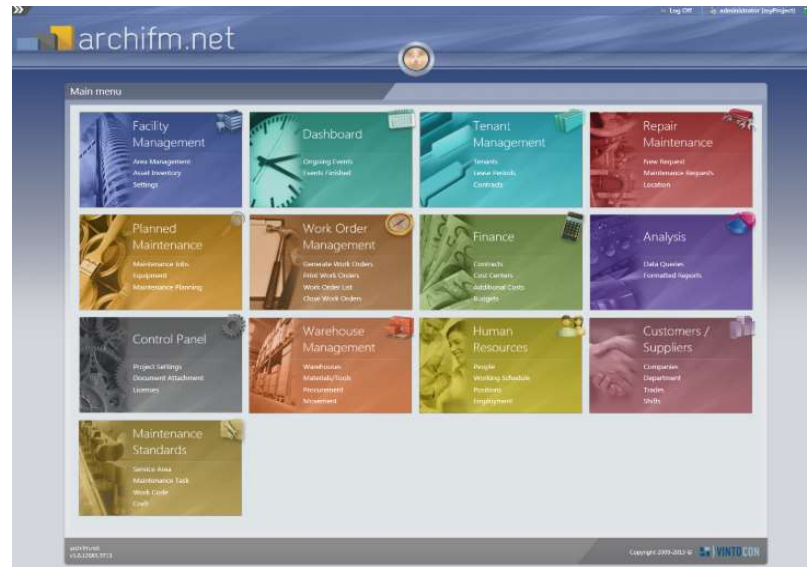 »
Log Off administrator (myProject)
archifm.net
Main menu
Facility
Management
Area Management
Asset Inventory
Settings
Dashboard
Ongoing Events
Events Finished
Tenant
Management
Tenants
Lease Periods
Contracts
Repair
Maintenance
New Request
Maintenance Requests
Location
Planned
Maintenance
Maintenance Jobs
Equipment
Maintenance Planning
Work Order
Management
Generate Work Orders
Print Work Orders
Work Order List
Close Work Orders
Finance
Contracts
Cost Centers
Additional Costs
Budgets
Analysis
Data Queries
Formatted Reports
Control Panel
Project Settings
Document Attachment
Licenses
Warehouse
Management
Warehouses
Materials/Tools
Procurement
Movement
Human
Resources
People
Working Schedule
Positions
Employment
Customers /
Suppliers
Companies
Department
Trades
Shifts
Maintenance
Standards
Service Area
Maintenance Task
Work Code
Craft
archifm.net
Copyright 2009-2013 © VINTOCON